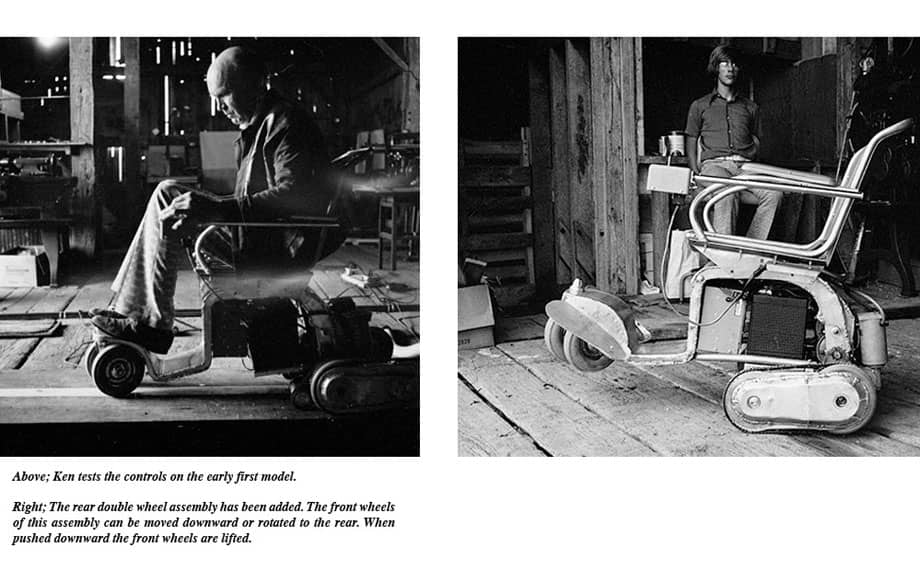 Above; Ken tests the controls on the early first model.
Right; The rear double wheel assembly has been added. The front wheels
of this assembly can be moved downward or rotated to the rear. When
pushed downward the front wheels are lifted.